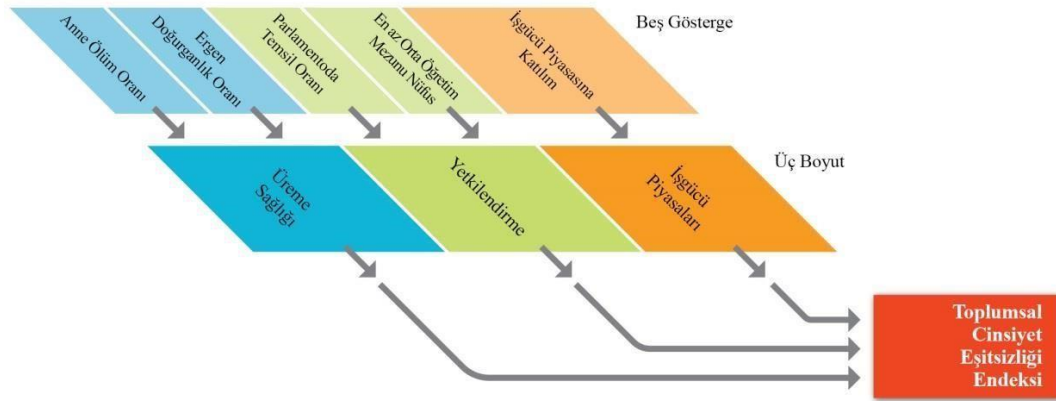 Beş Gösterge
Anne Ölüm Oranı
Ergen
Doğurganlık Oranı
Parlamentoda
Temsil Oranı
En az Orta Öğretim
Mezunu Nüfus
İşgücü Piyasasına
Katılım
Üç Boyut
Üreme
Sağlığı
Yetkilendirme
İşgücü
Piyasaları
Toplumsal
Cinsiyet
Eşitsizliği
Endeksi